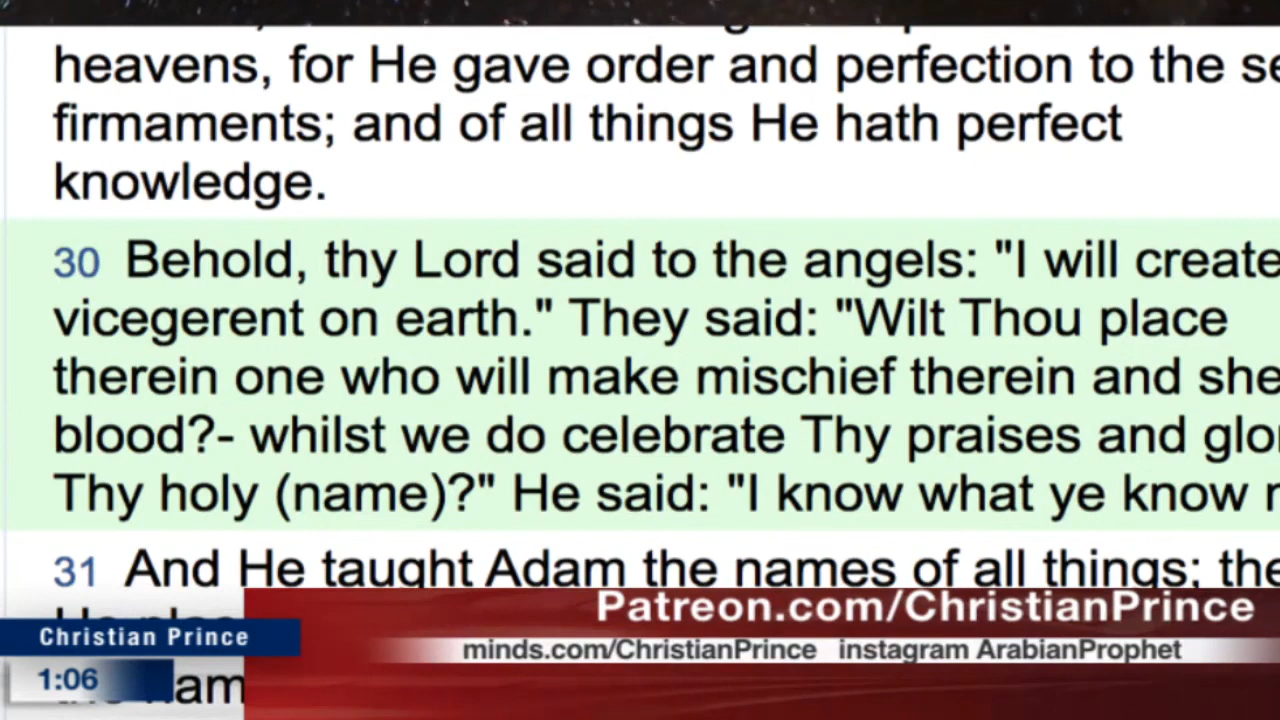 heavens, for He gave order and perfection to the se
firmaments; and of all things He hath perfect
knowledge.
30 Behold, thy Lord said to the angels: "I will create
vicegerent on earth." They said: "Wilt Thou place
therein one who will make mischief therein and she
blood?- whilst we do celebrate Thy praises and glo
Thy holy (name)?" He said: "I know what ye know
31 And He taught Adam the names of all things; the
Patreon.com/ChristianPrince
Christian Prince
minds.com/ChristianPrince instagram ArabianProphet
1:06